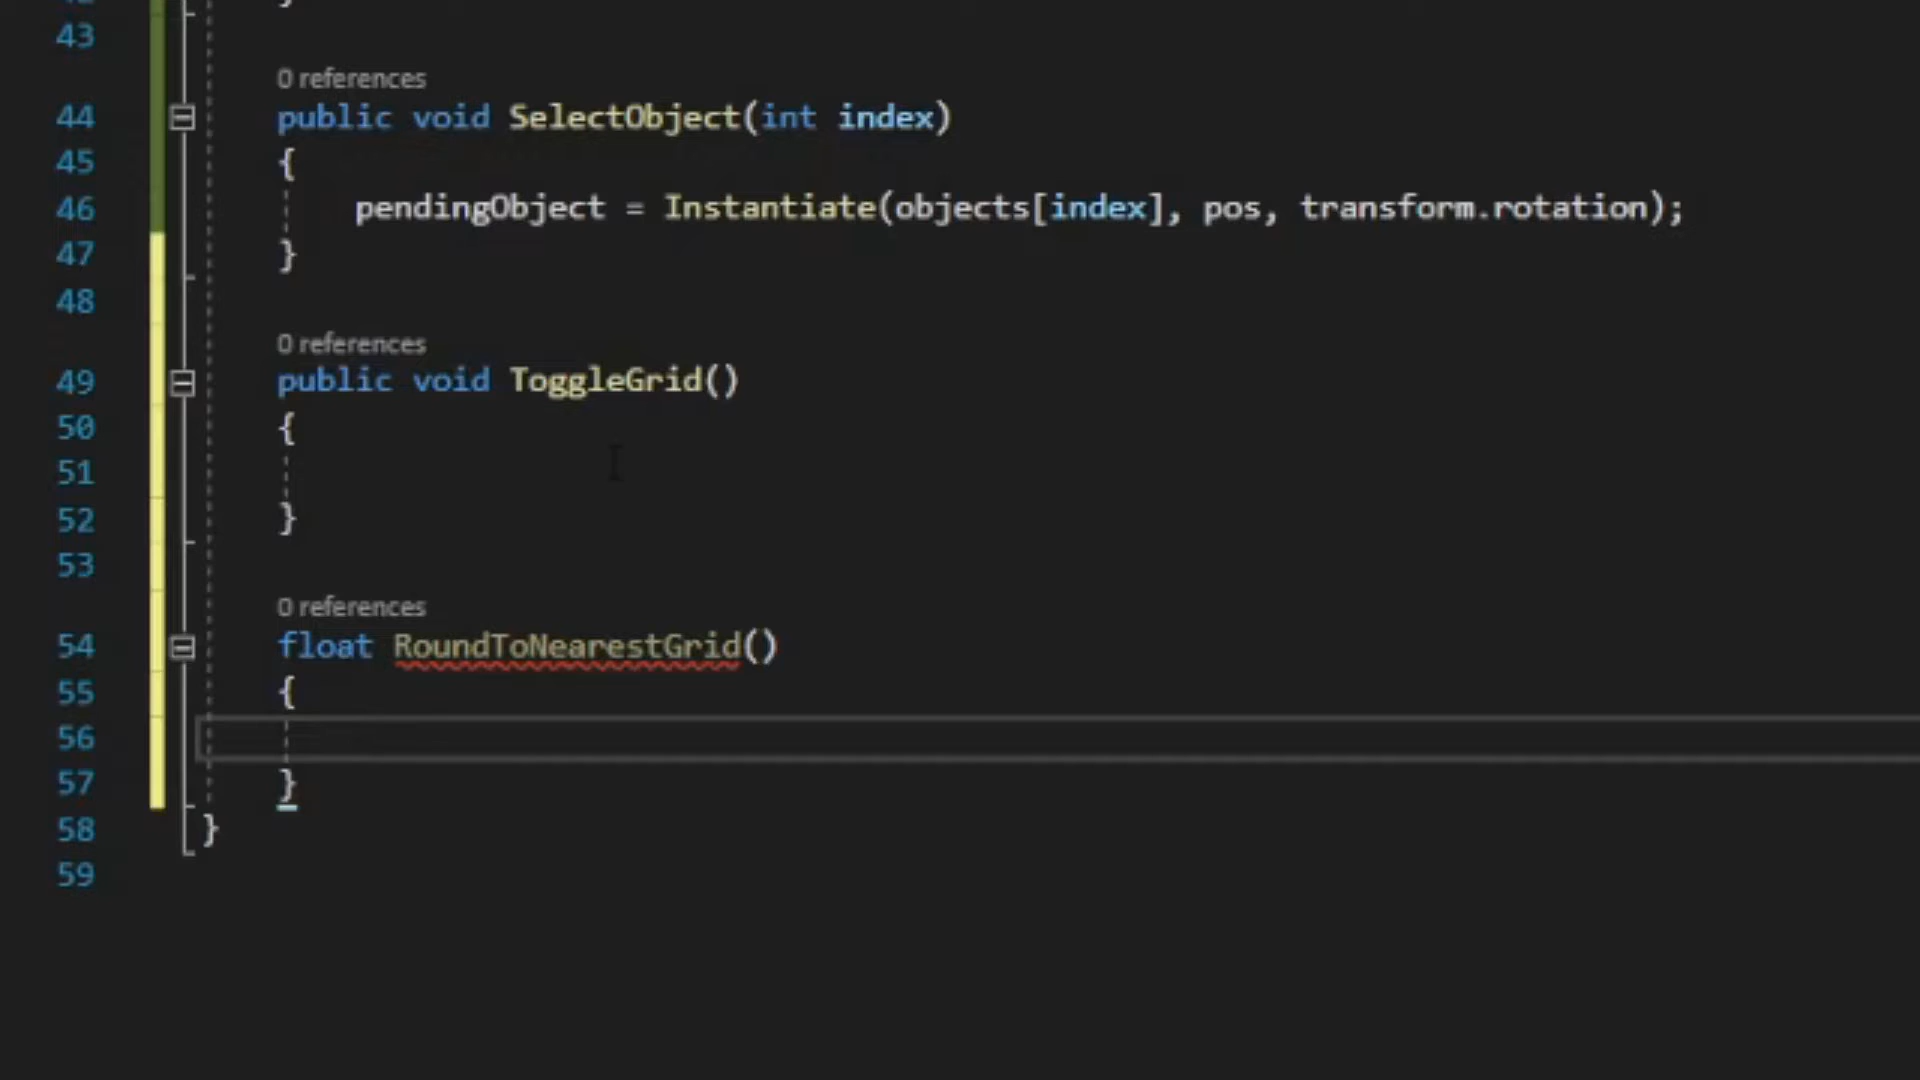 43
0 references
44 public void SelectObject(int index)
45 {
46 pendingObject = Instantiate(objects[index], pos, transform.rotation);
47 }
48
0 references
49 public void ToggleGrid()
50 {
51
52 }
53
0 references
54 float RoundToNearestGrid()
55 {
56
57 }
58 }
59